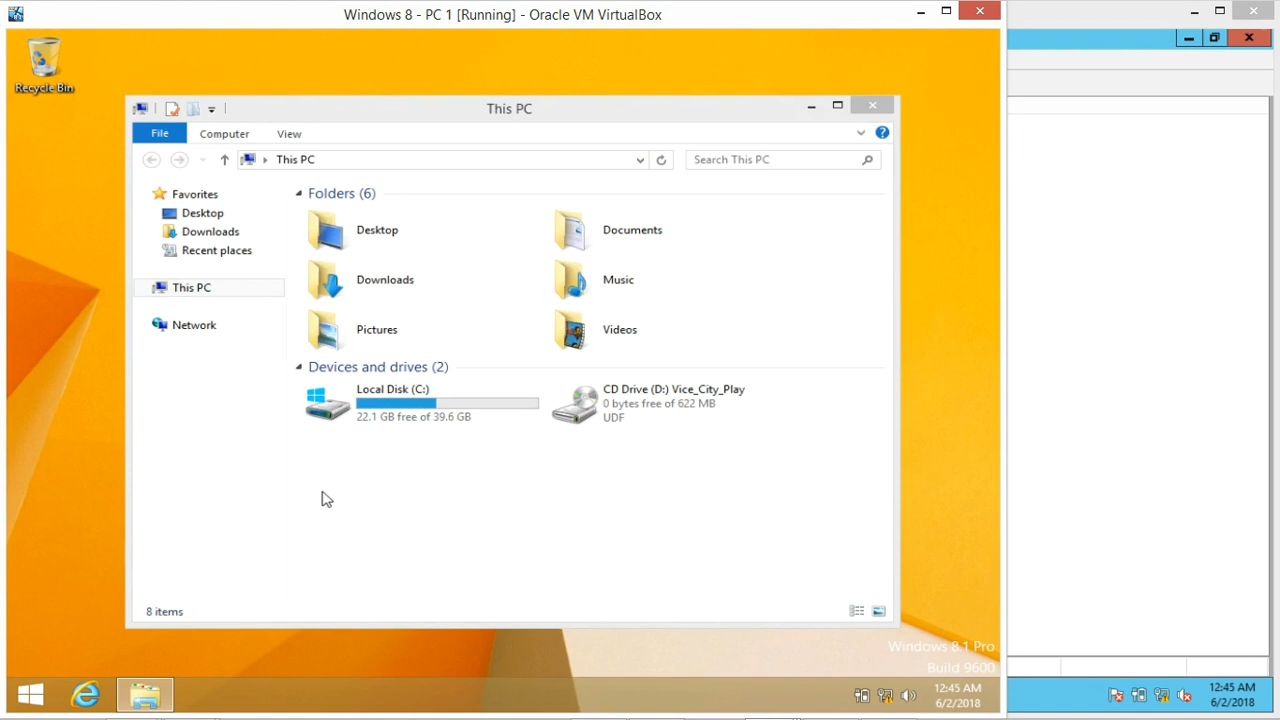 Windows 8 - PC 1 [Running] - Oracle VM VirtualBox
Recycle Bin
This PC
File
Computer
View
This PC
Search This PC
Favorites
Desktop
Downloads
Recent places
This PC
Network
Folders (6)
Desktop
Documents
Downloads
Music
Pictures
Videos
Devices and drives (2)
Local Disk (C:)
22.1 GB free of 39.6 GB
CD Drive (D:) Vice_City_Play
0 bytes free of 622 MB
UDF
8 items
Windows 8.1 Pro
Build 9600
12:45 AM
6/2/2018
12:45 AM
6/2/2018